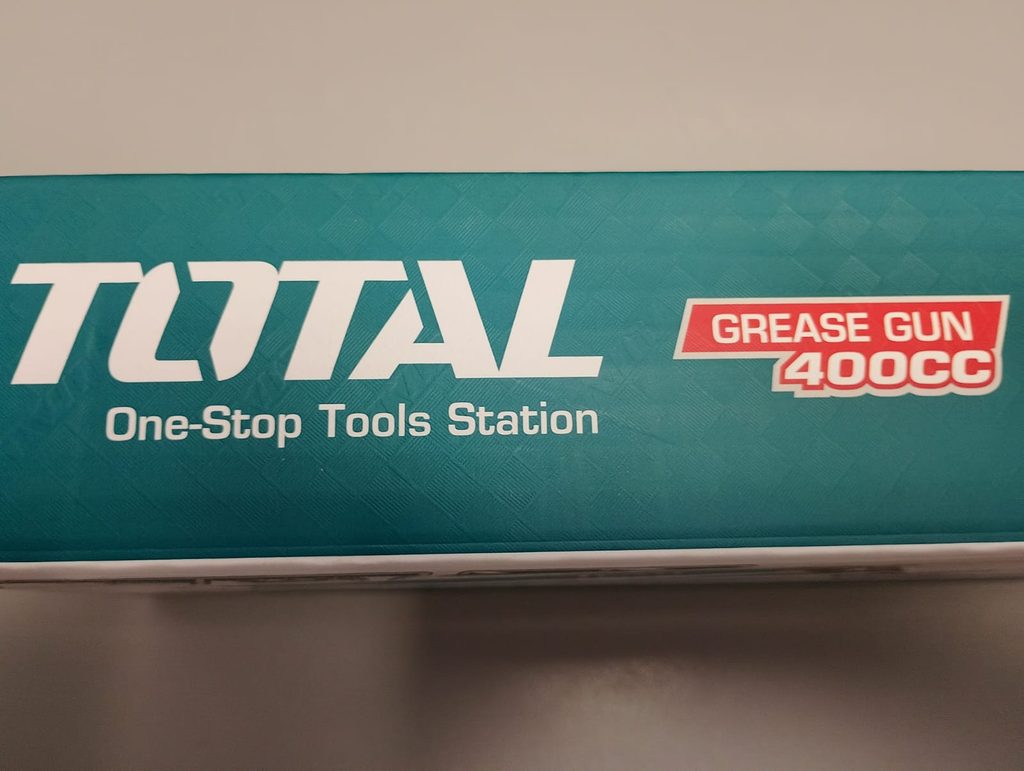 TOTAL
One-Stop Tools Station
GREASE GUN
400CC